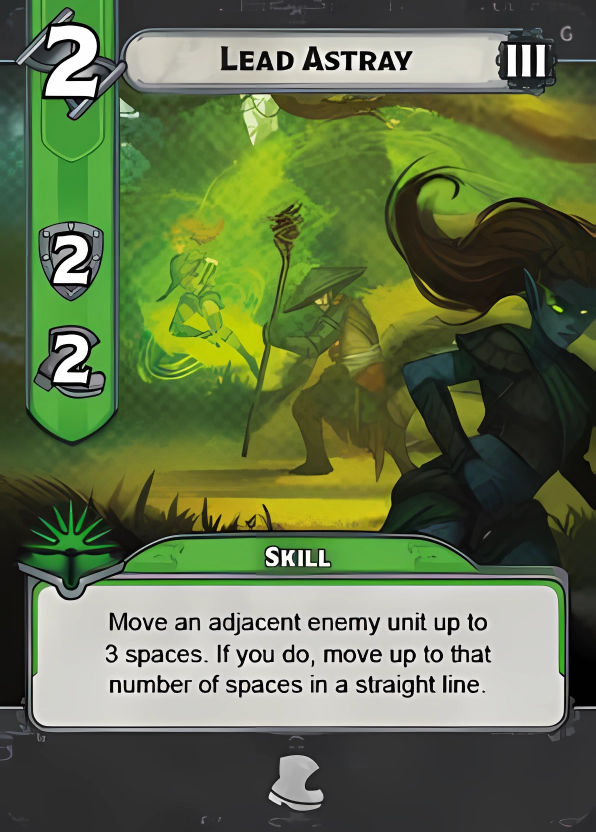 2
LEAD ASTRAY
III
G
2
2
SKILL
Move an adjacent enemy unit up to
3 spaces. If you do, move up to that
number of spaces in a straight line.